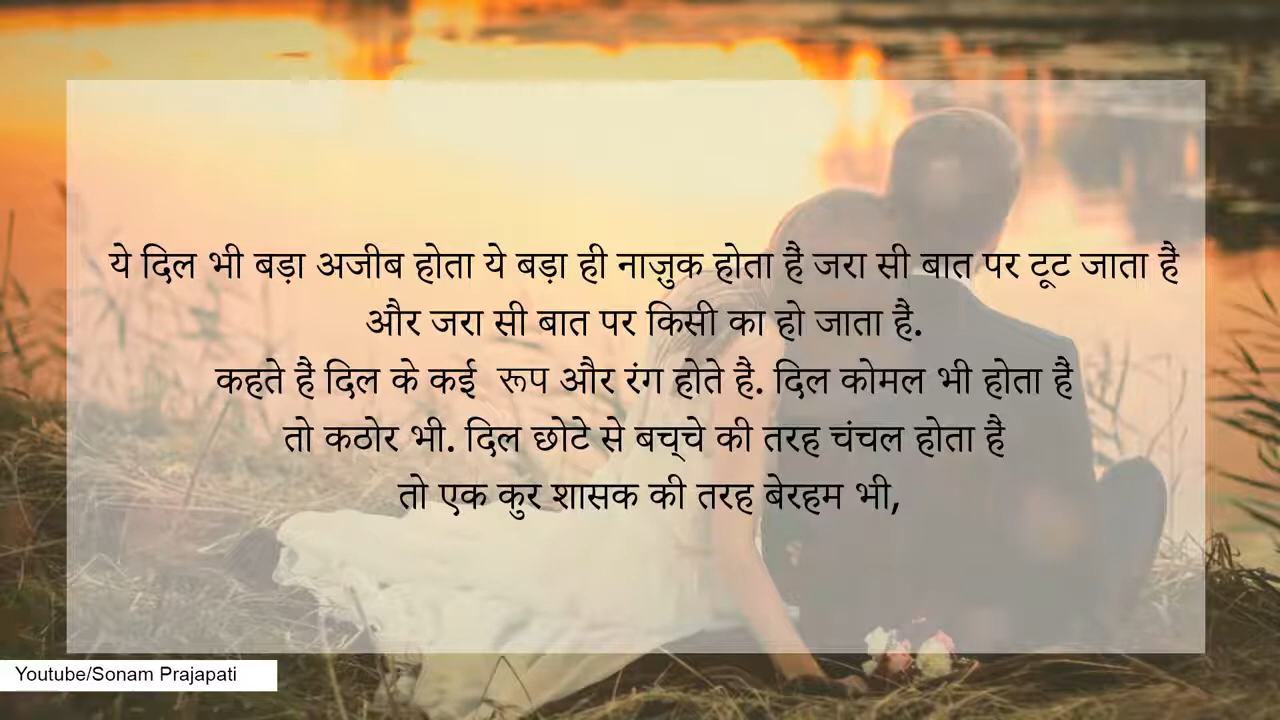 ये दिल भी बड़ा अजीब होता ये बड़ा ही नाज़ुक होता है जरा सी बात पर टूट जाता है
और जरा सी बात पर किसी का हो जाता है.
कहते है दिल के कई रूप और रंग होते है. दिल कोमल भी होता है
तो कठोर भी. दिल छोटे से बच्चे की तरह चंचल होता है
तो एक कुर शासक की तरह बेरहम भी,
Youtube/Sonam Prajapati